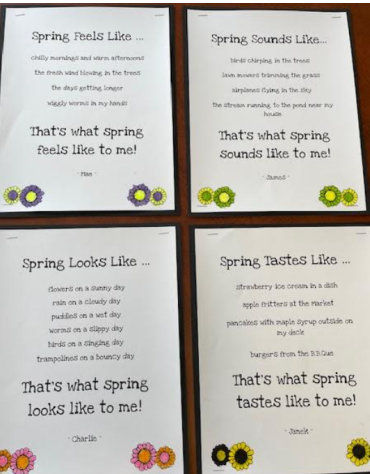 Spring Feels Like ...
chilly mornings and warm afternoons
the fresh wind blowing in the trees
the days getting longer
wiggly worms in my hands
That's what spring
feels like to me!
- Mae -
Spring Sounds Like...
birds chirping in the trees
lawn mowers trimming the grass
airplanes flying in the sky
the stream running to the pond near my
house
That's what spring
sounds like to me!
- James -
Spring Looks Like ...
flowers on a sunny day
rain on a cloudy day
puddles on a wet day
worms on a slippy day
birds on a singing day
trampolines on a bouncy day
That's what spring
looks like to me!
- Charlie -
Spring Tastes Like ...
strawberry ice cream in a dish
apple fritters at the Market
pancakes with maple syrup outside on
my deck
burgers from the B.B.Que
That's what spring
tastes like to me!
- Janek -